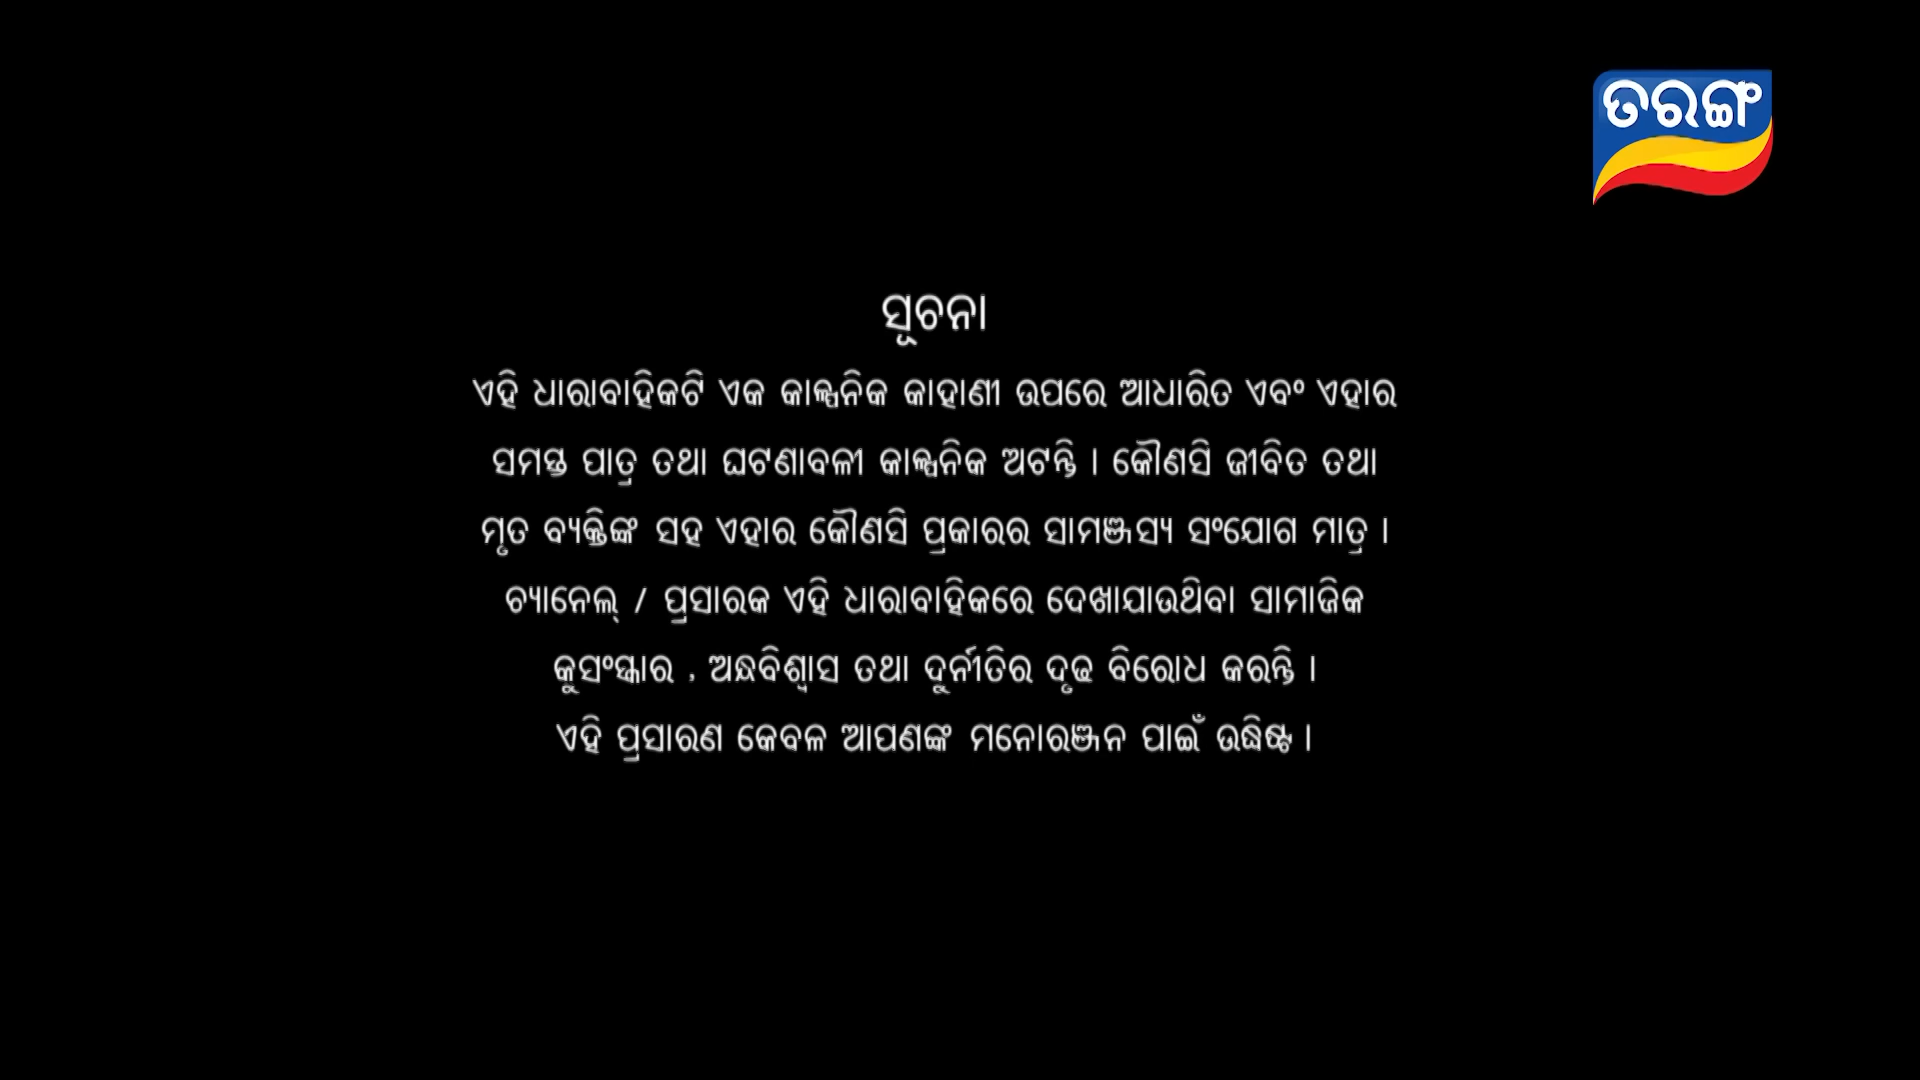 ତରଙ୍ଗ
ସୂଚନା
ଏହି ଧାରାବାହିକଟି ଏକ କାଳ୍ପନିକ କାହାଣୀ ଉପରେ ଆଧାରିତ ଏବଂ ଏହାର
ସମସ୍ତ ପାତ୍ର ତଥା ଘଟଣାବଳୀ କାଳ୍ପନିକ ଅଟନ୍ତି । କୌଣସି ଜୀବିତ ତଥା
ମୃତ ବ୍ୟକ୍ତିଙ୍କ ସହ ଏହାର କୌଣସି ପ୍ରକାରର ସାମଞ୍ଜସ୍ୟ ସଂଯୋଗ ମାତ୍ର ।
ଚ୍ୟାନେଲ୍ / ପ୍ରସାରକ ଏହି ଧାରାବାହିକରେ ଦେଖାଯାଉଥିବା ସାମାଜିକ
କୁସଂସ୍କାର , ଅନ୍ଧବିଶ୍ୱାସ ତଥା ଦୁର୍ନୀତିର ଦୃଢ ବିରୋଧ କରନ୍ତି ।
ଏହି ପ୍ରସାରଣ କେବଳ ଆପଣଙ୍କ ମନୋରଞ୍ଜନ ପାଇଁ ଉଦ୍ଧିଷ୍ଟ ।